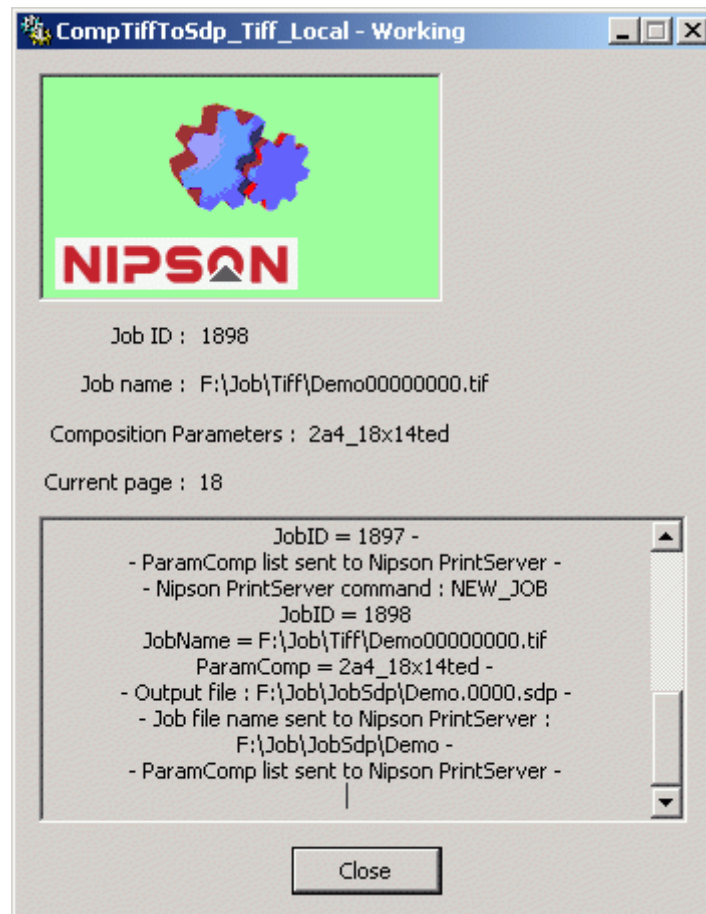 CompTiffToSdp_Tiff_Local - Working
NIPSON
Job ID : 1898
Job name : F:\Job\Tiff\Demo00000000.tif
Composition Parameters : 2a4_18x14ted
Current page : 18
JobID = 1897 -
- ParamComp list sent to Nipson PrintServer -
- Nipson PrintServer command : NEW_JOB
JobID = 1898
JobName = F:\Job\Tiff\Demo00000000.tif
ParamComp = 2a4_18x14ted -
- Output file : F:\Job\JobSdp\Demo.0000.sdp -
- Job file name sent to Nipson PrintServer :
F:\Job\JobSdp\Demo -
- ParamComp list sent to Nipson PrintServer -
Close